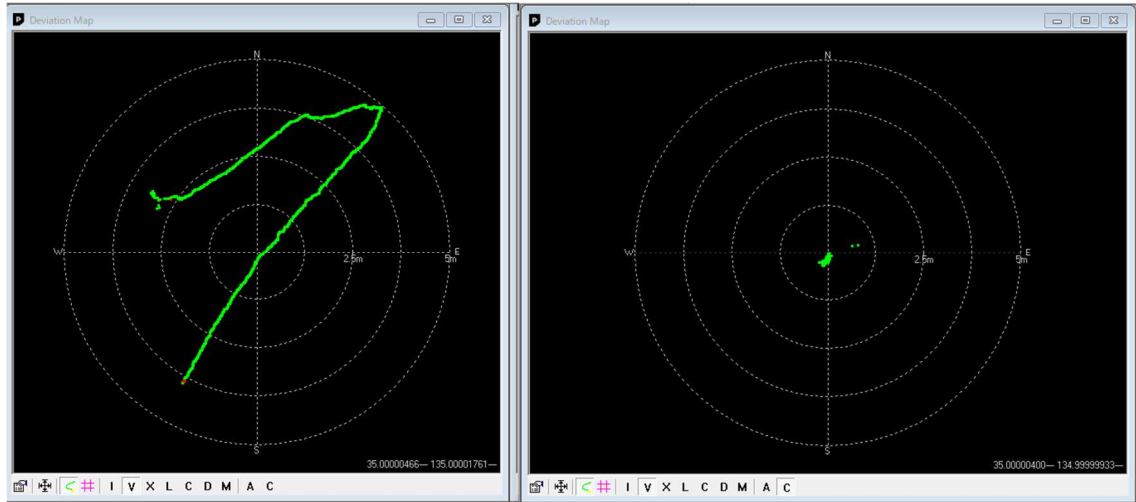 Deviation Map
N
W
2.5m
5m
E
S
35.00000466— 135.00001761—
I V X L C D M A C
Deviation Map
N
W
2.5m
5m
E
S
35.00000400— 134.99999933—
I V X L C D M A C